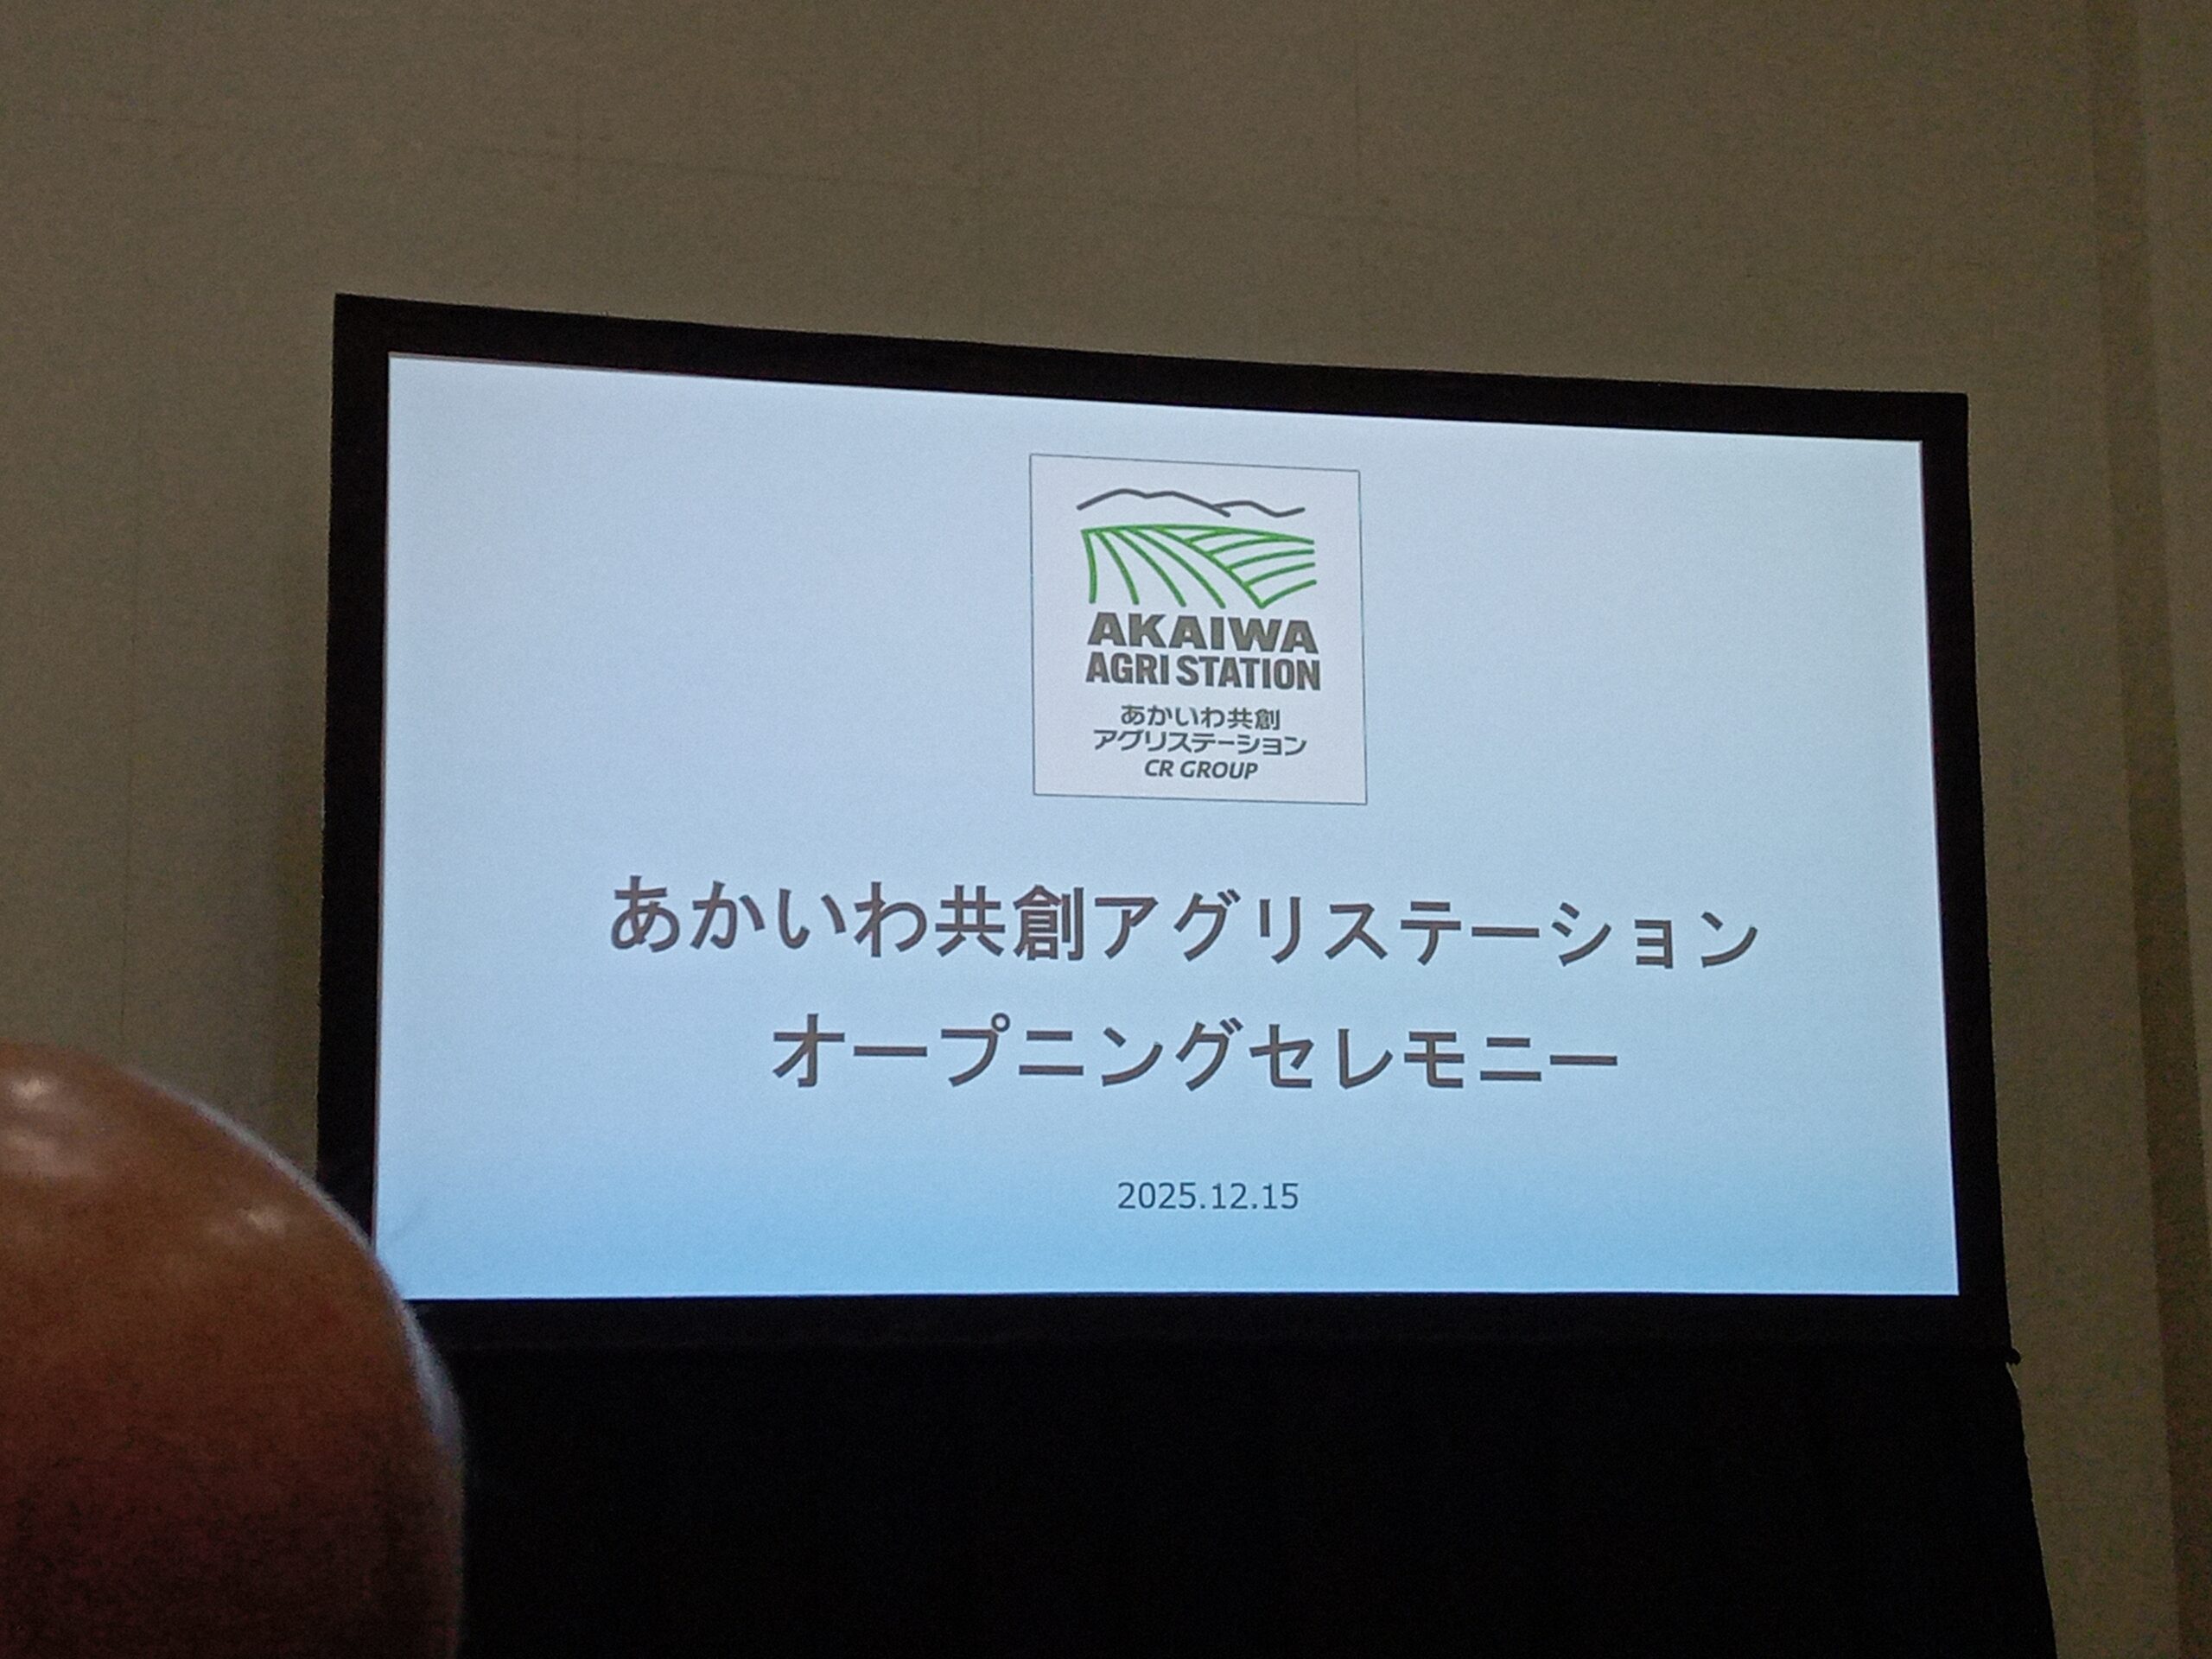 AKAIWA
AGRI STATION
あかいわ共創
アグリステーション
CR GROUP
あかいわ共創アグリステーション
オープニングセレモニー
2025.12.15